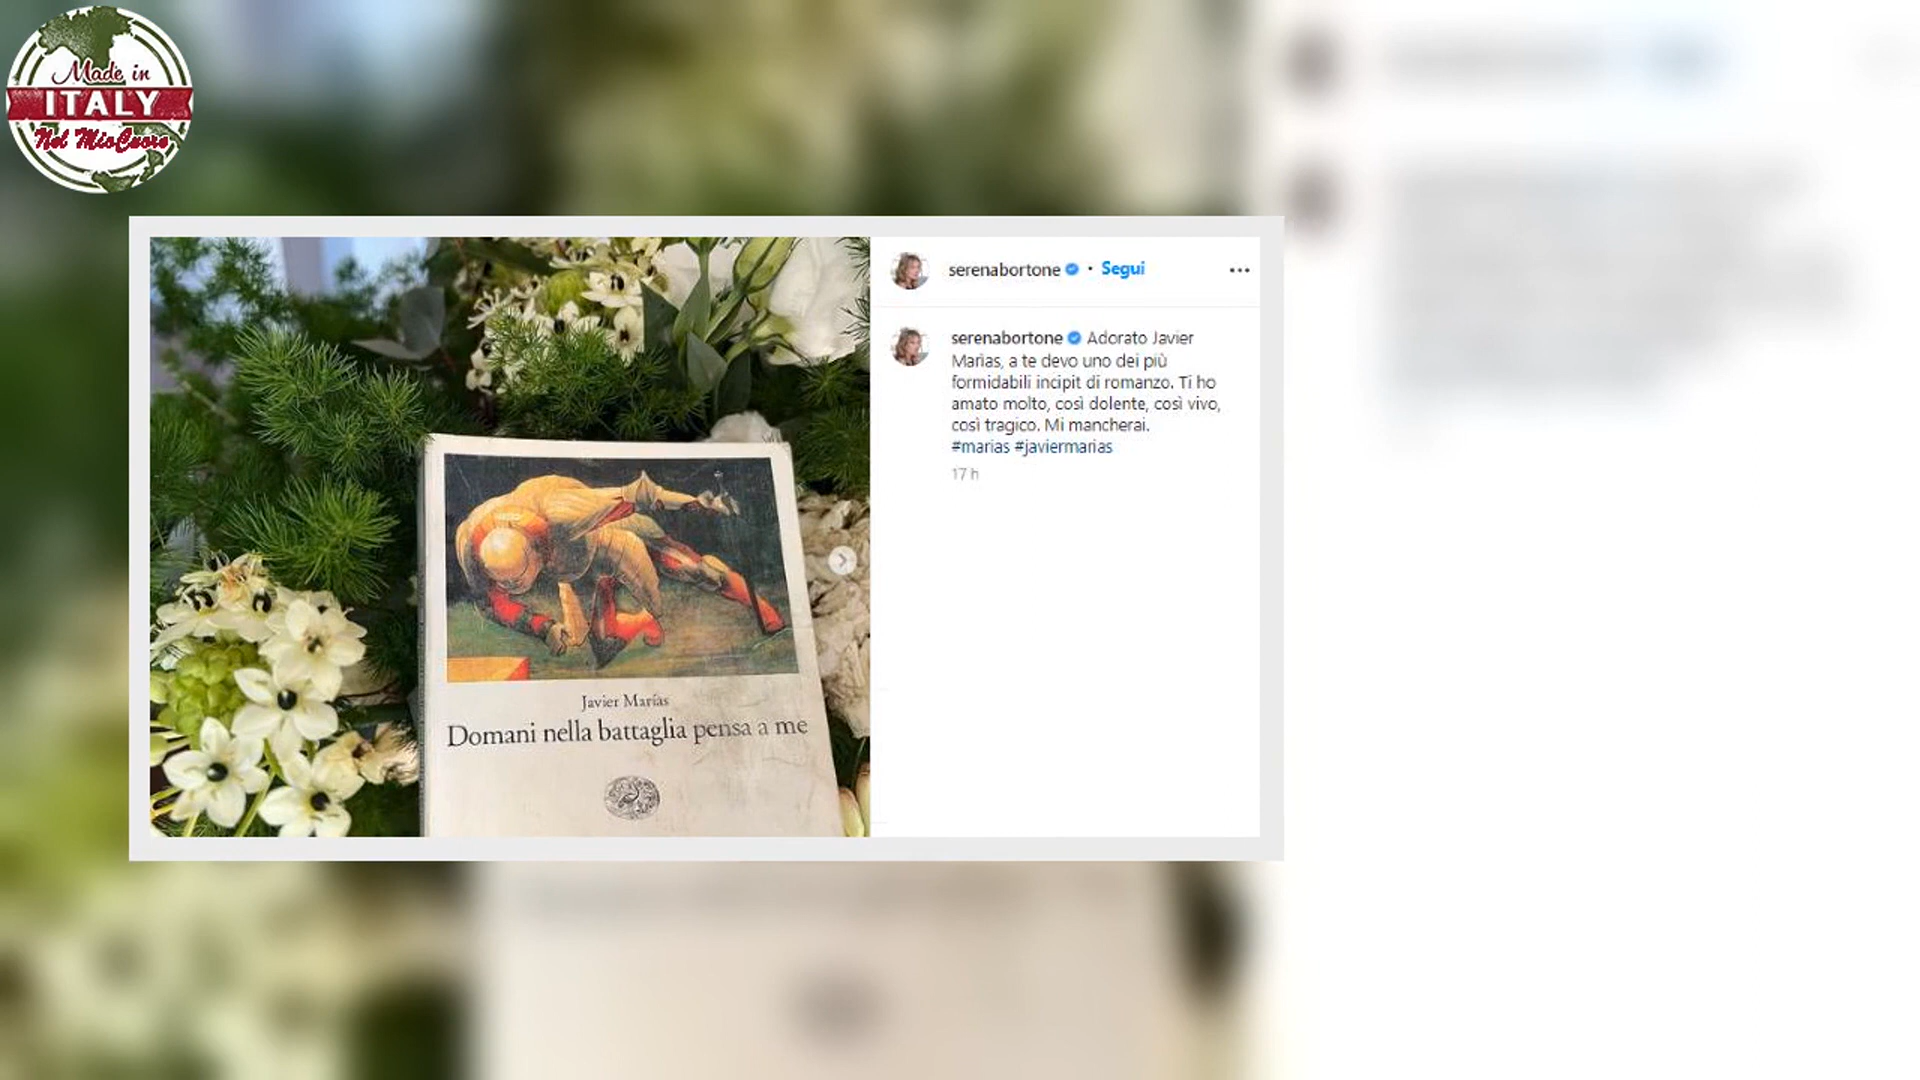 Made in
ITALY
Nel MioCuore
serenabortone • Segui
serenabortone Adorato Javier
Marìas, a te devo uno dei più
formidabili incipit di romanzo. Ti ho
amato molto, così dolente, così vivo,
così tragico. Mi mancherai.
#marias #javiermarias
17 h
Javier Marías
Domani nella battaglia pensa a me